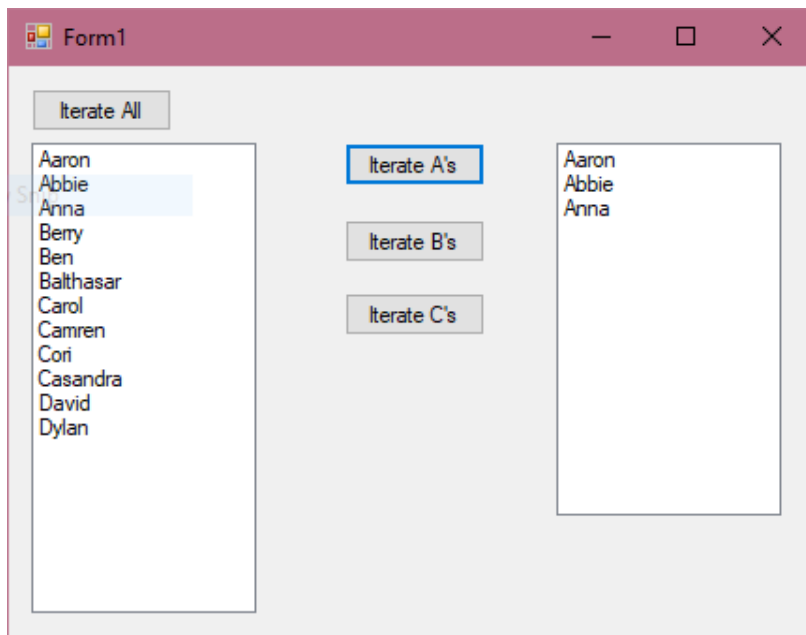 Form1
Iterate All
Aaron
Abbie
Anna
Berry
Ben
Balthasar
Carol
Camren
Cori
Casandra
David
Dylan
Iterate A's
Iterate B's
Iterate C's
Aaron
Abbie
Anna